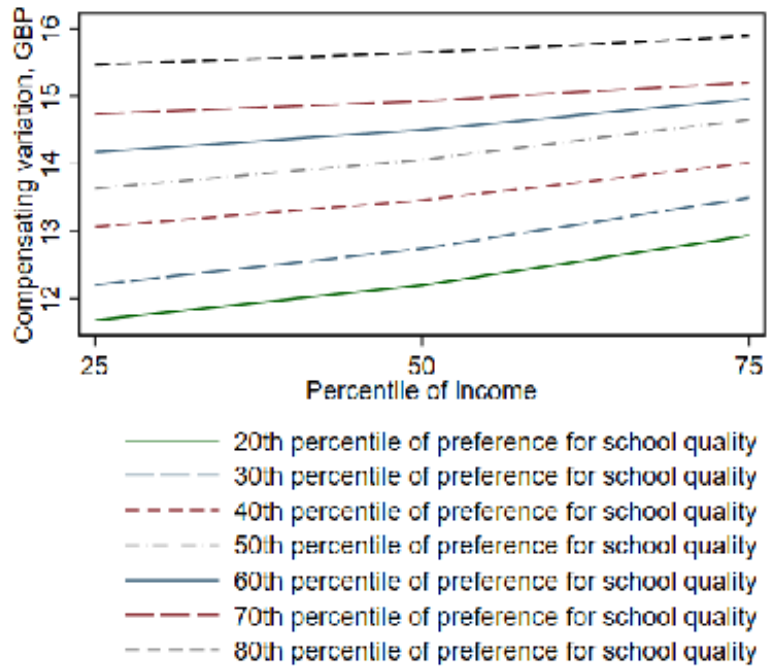 Compensating variation, GBP
16
15
14
13
12
25 50 75
Percentile of Income
20th percentile of preference for school quality
30th percentile of preference for school quality
40th percentile of preference for school quality
50th percentile of preference for school quality
60th percentile of preference for school quality
70th percentile of preference for school quality
80th percentile of preference for school quality